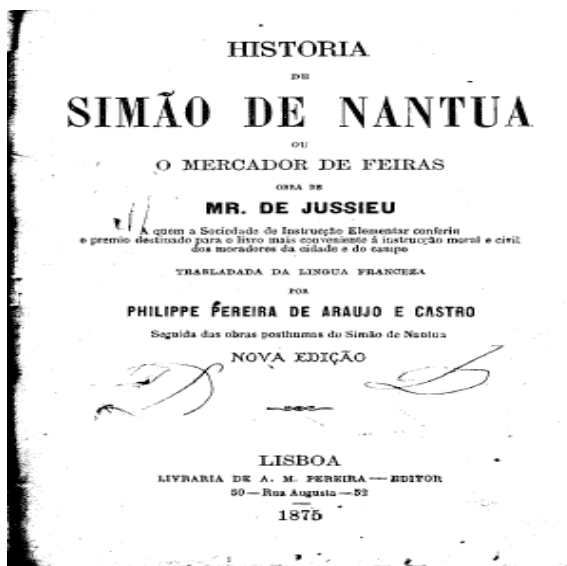 HISTORIA
DE
SIMÃO DE NANTUA
OU
O MERCADOR DE FEIRAS
OBRA DE
MR. DE JUSSIEU
A quem a Sociedade de Instrucção Elementar conferiu
o premio destinado para o livro mais conveniente á instrucção moral e civil
dos moradores da cidade e do campo
TRASLADADA DA LINGUA FRANCEZA
POR
PHILIPPE PEREIRA DE ARAUJO E CASTRO
Seguida das obras posthumas do Simão de Nantua
NOVA EDIÇÃO
LISBOA
LIVRARIA DE A. M. PEREIRA — EDITOR
50 — Rua Augusta — 52
1875